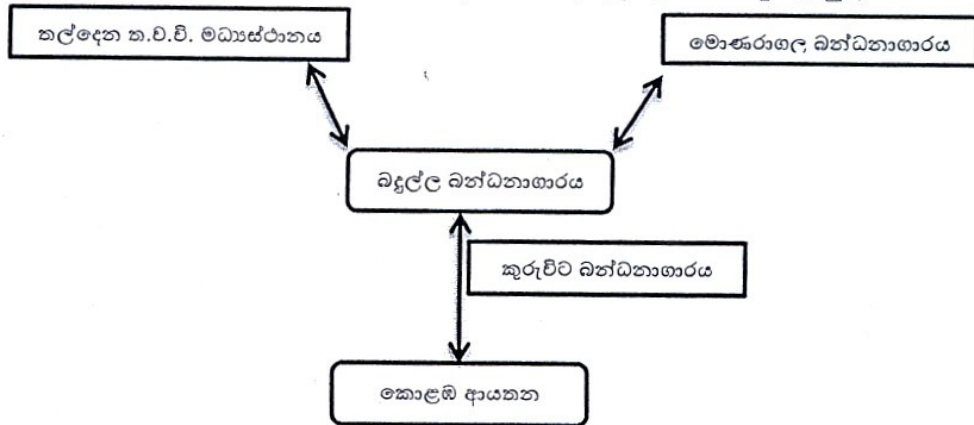 තල්දෙන ත.ව.වි. මධ්‍යස්ථානය
මොණරාගල බන්ධනාගාරය
බදුල්ල බන්ධනාගාරය
කුරුවිට බන්ධනාගාරය
කොළඹ ආයතන